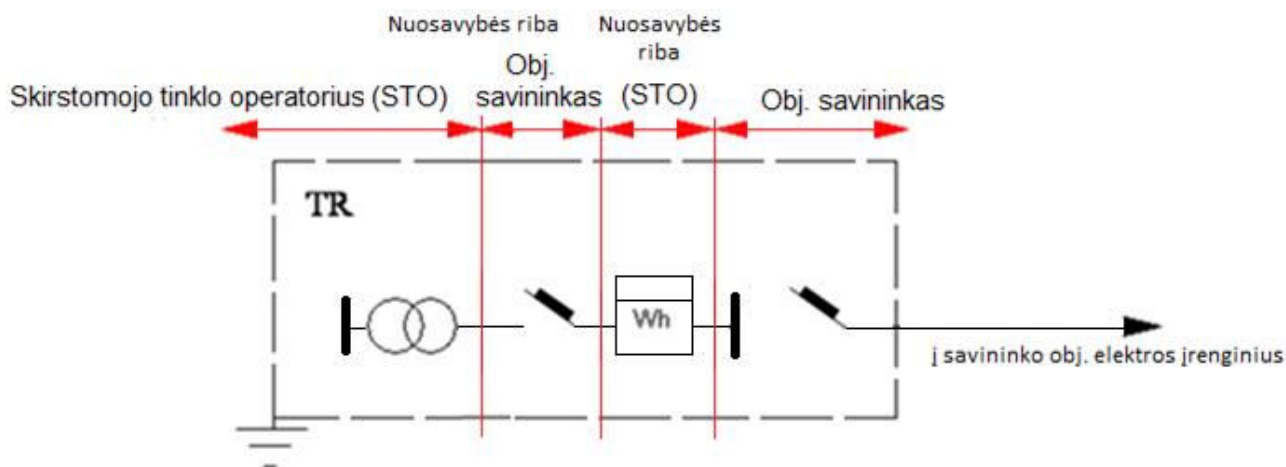 Nuosavybės riba
Nuosavybės
riba
Skirstomojo tinklo operatorius (STO)
Obj.
savininkas
(STO)
Obj. savininkas
TR
Wh
į savininko obj. elektros įrenginius